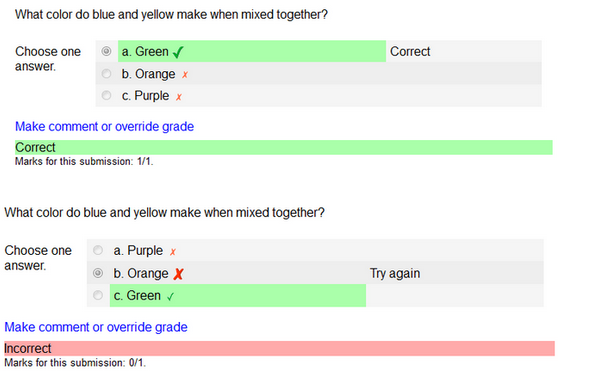 What color do blue and yellow make when mixed together?
Choose one answer.
a. Green ✓ Correct
b. Orange x
c. Purple x
Make comment or override grade
Correct
Marks for this submission: 1/1.
What color do blue and yellow make when mixed together?
Choose one answer.
a. Purple x
b. Orange X Try again
c. Green ✓
Make comment or override grade
Incorrect
Marks for this submission: 0/1.